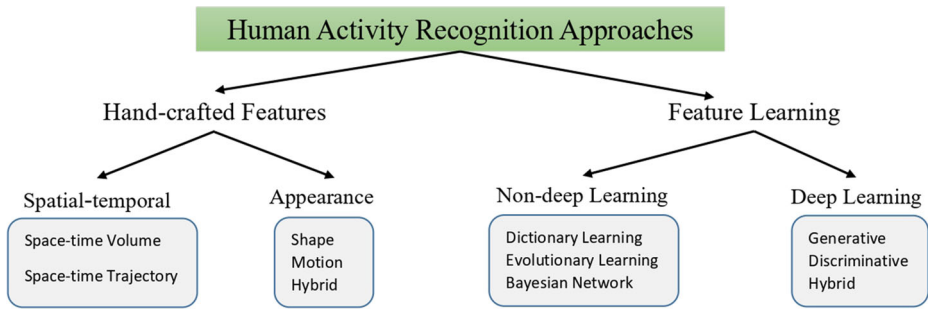 Human Activity Recognition Approaches
Hand-crafted Features
Feature Learning
Spatial-temporal
Space-time Volume
Space-time Trajectory
Appearance
Shape
Motion
Hybrid
Non-deep Learning
Dictionary Learning
Evolutionary Learning
Bayesian Network
Deep Learning
Generative
Discriminative
Hybrid